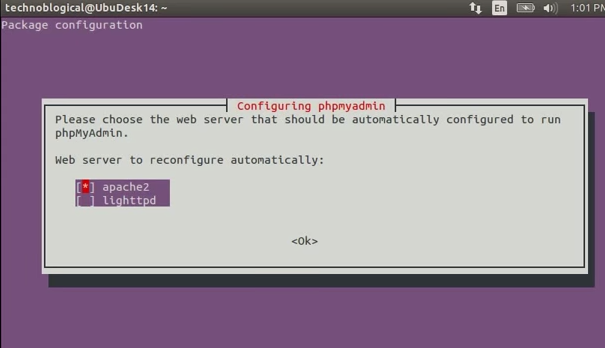 technoblogical@UbuDesk14: ~ En 1:01 PM
Package configuration
Configuring phpmyadmin
Please choose the web server that should be automatically configured to run
phpMyAdmin.
Web server to reconfigure automatically:
[*] apache2
[ ] lighttpd
<Ok>